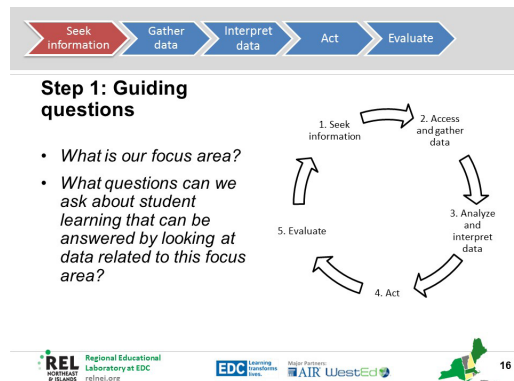 Seek
information
Gather
data
Interpret
data
Act
Evaluate
Step 1: Guiding
questions
• What is our focus area?
• What questions can we
ask about student
learning that can be
answered by looking at
data related to this focus
area?
1. Seek
information
2. Access
and gather
data
3. Analyze
and
interpret
data
4. Act
5. Evaluate
REL
NORTHEAST
& ISLANDS
Regional Educational
Laboratory at EDC
relnei.org
EDC
Learning
transforms
lives.
Major Partners:
AIR WestEd
16